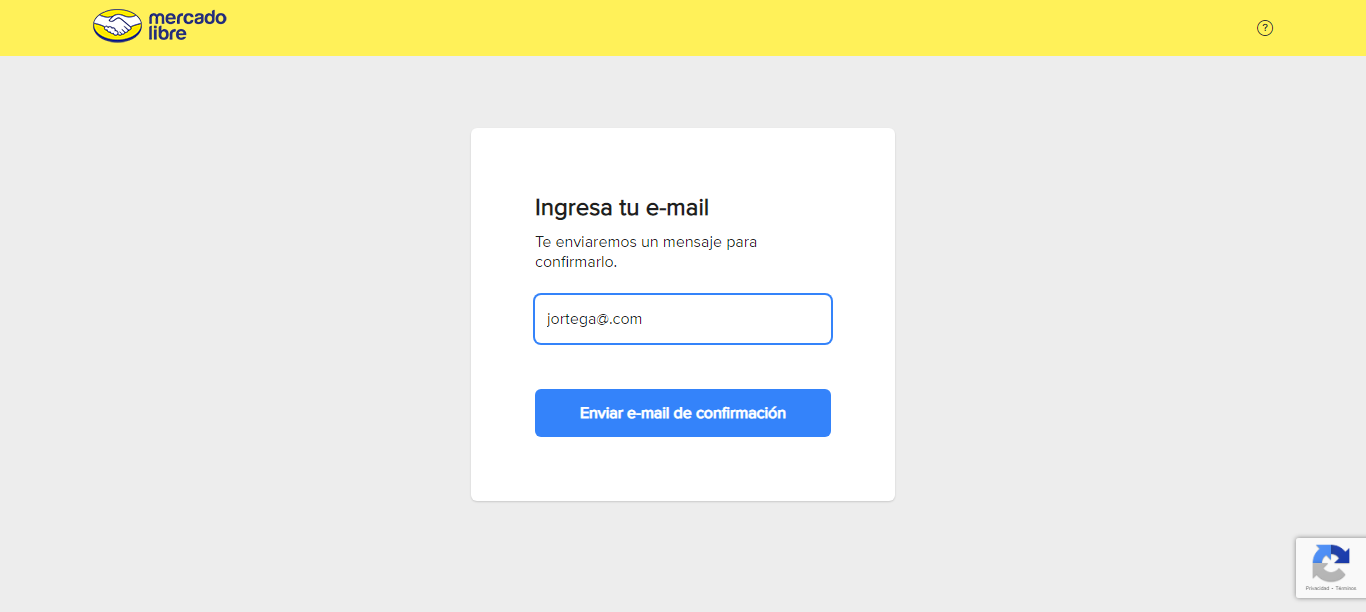 mercado
libre
?
Ingresa tu e-mail
Te enviaremos un mensaje para
confirmarlo.
jortega@.com
Enviar e-mail de confirmación
Privacidad - Términos